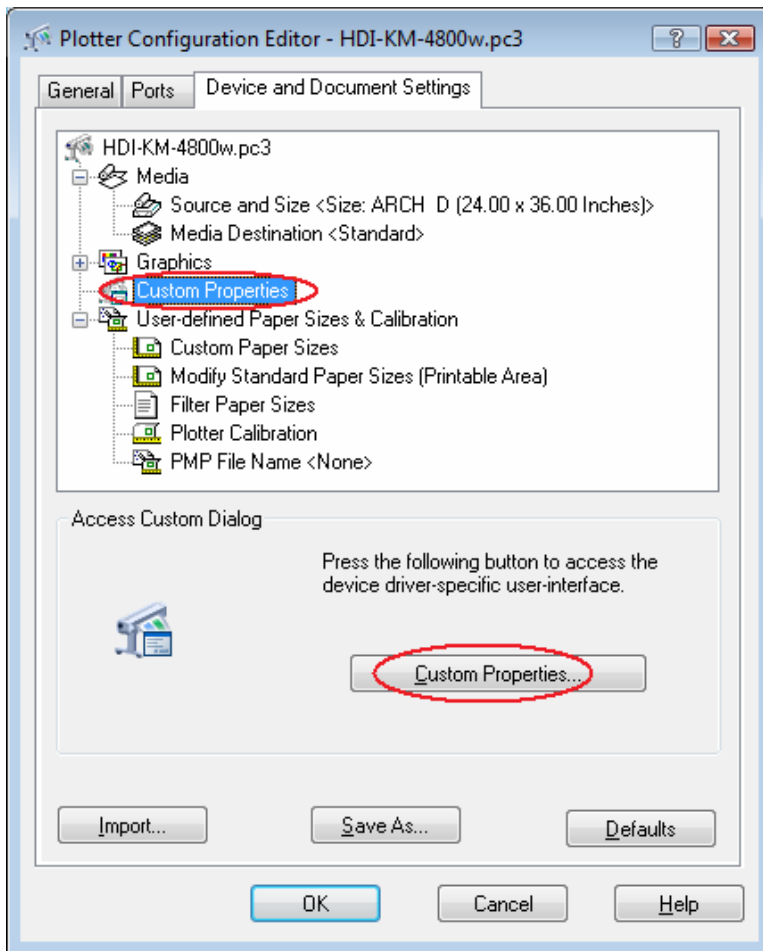 Plotter Configuration Editor - HDI-KM-4800w.pc3
General Ports Device and Document Settings
HDI-KM-4800w.pc3
Media
Source and Size <Size: ARCH D (24.00 x 36.00 Inches)>
Media Destination <Standard>
Graphics
Custom Properties
User-defined Paper Sizes & Calibration
Custom Paper Sizes
Modify Standard Paper Sizes (Printable Area)
Filter Paper Sizes
Plotter Calibration
PMP File Name <None>
Access Custom Dialog
Press the following button to access the
device driver-specific user-interface.
Custom Properties...
Import... Save As... Defaults
OK Cancel Help